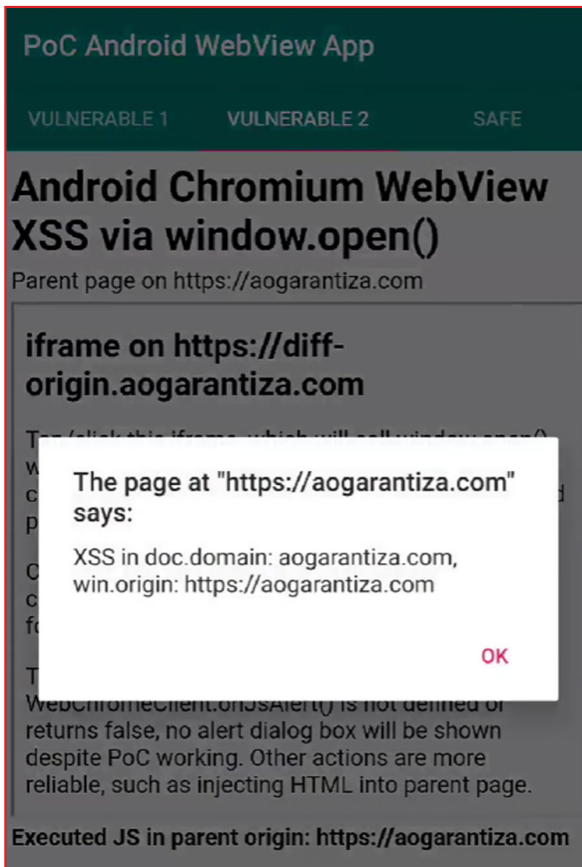 PoC Android WebView App
VULNERABLE 1 VULNERABLE 2 SAFE
Android Chromium WebView
XSS via window.open()
Parent page on https://aogarantiza.com
iframe on https://diff-
origin.aogarantiza.com
The page at "https://aogarantiza.com"
says:
XSS in doc.domain: aogarantiza.com,
win.origin: https://aogarantiza.com
OK
WebChromeClient.onJsAlert() is not defined or
returns false, no alert dialog box will be shown
despite PoC working. Other actions are more
reliable, such as injecting HTML into parent page.
Executed JS in parent origin: https://aogarantiza.com